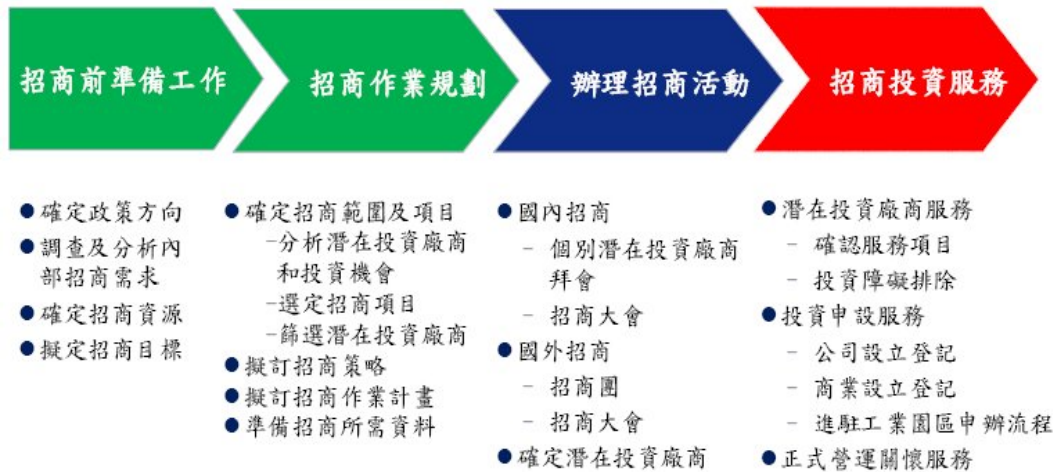 招商前準備工作
招商作業規劃
辦理招商活動
招商投資服務
●確定政策方向
●調查及分析內
部招商需求
●確定招商資源
●擬定招商目標
●確定招商範圍及項目
-分析潛在投資廠商
和投資機會
-選定招商項目
-篩選潛在投資廠商
●擬訂招商策略
●擬訂招商作業計畫
●準備招商所需資料
●國內招商
- 個別潛在投資廠商
拜會
- 招商大會
●國外招商
- 招商團
- 招商大會
●確定潛在投資廠商
●潛在投資廠商服務
- 確認服務項目
- 投資障礙排除
●投資申設服務
- 公司設立登記
- 商業設立登記
- 進駐工業園區申辦流程
●正式營運關懷服務